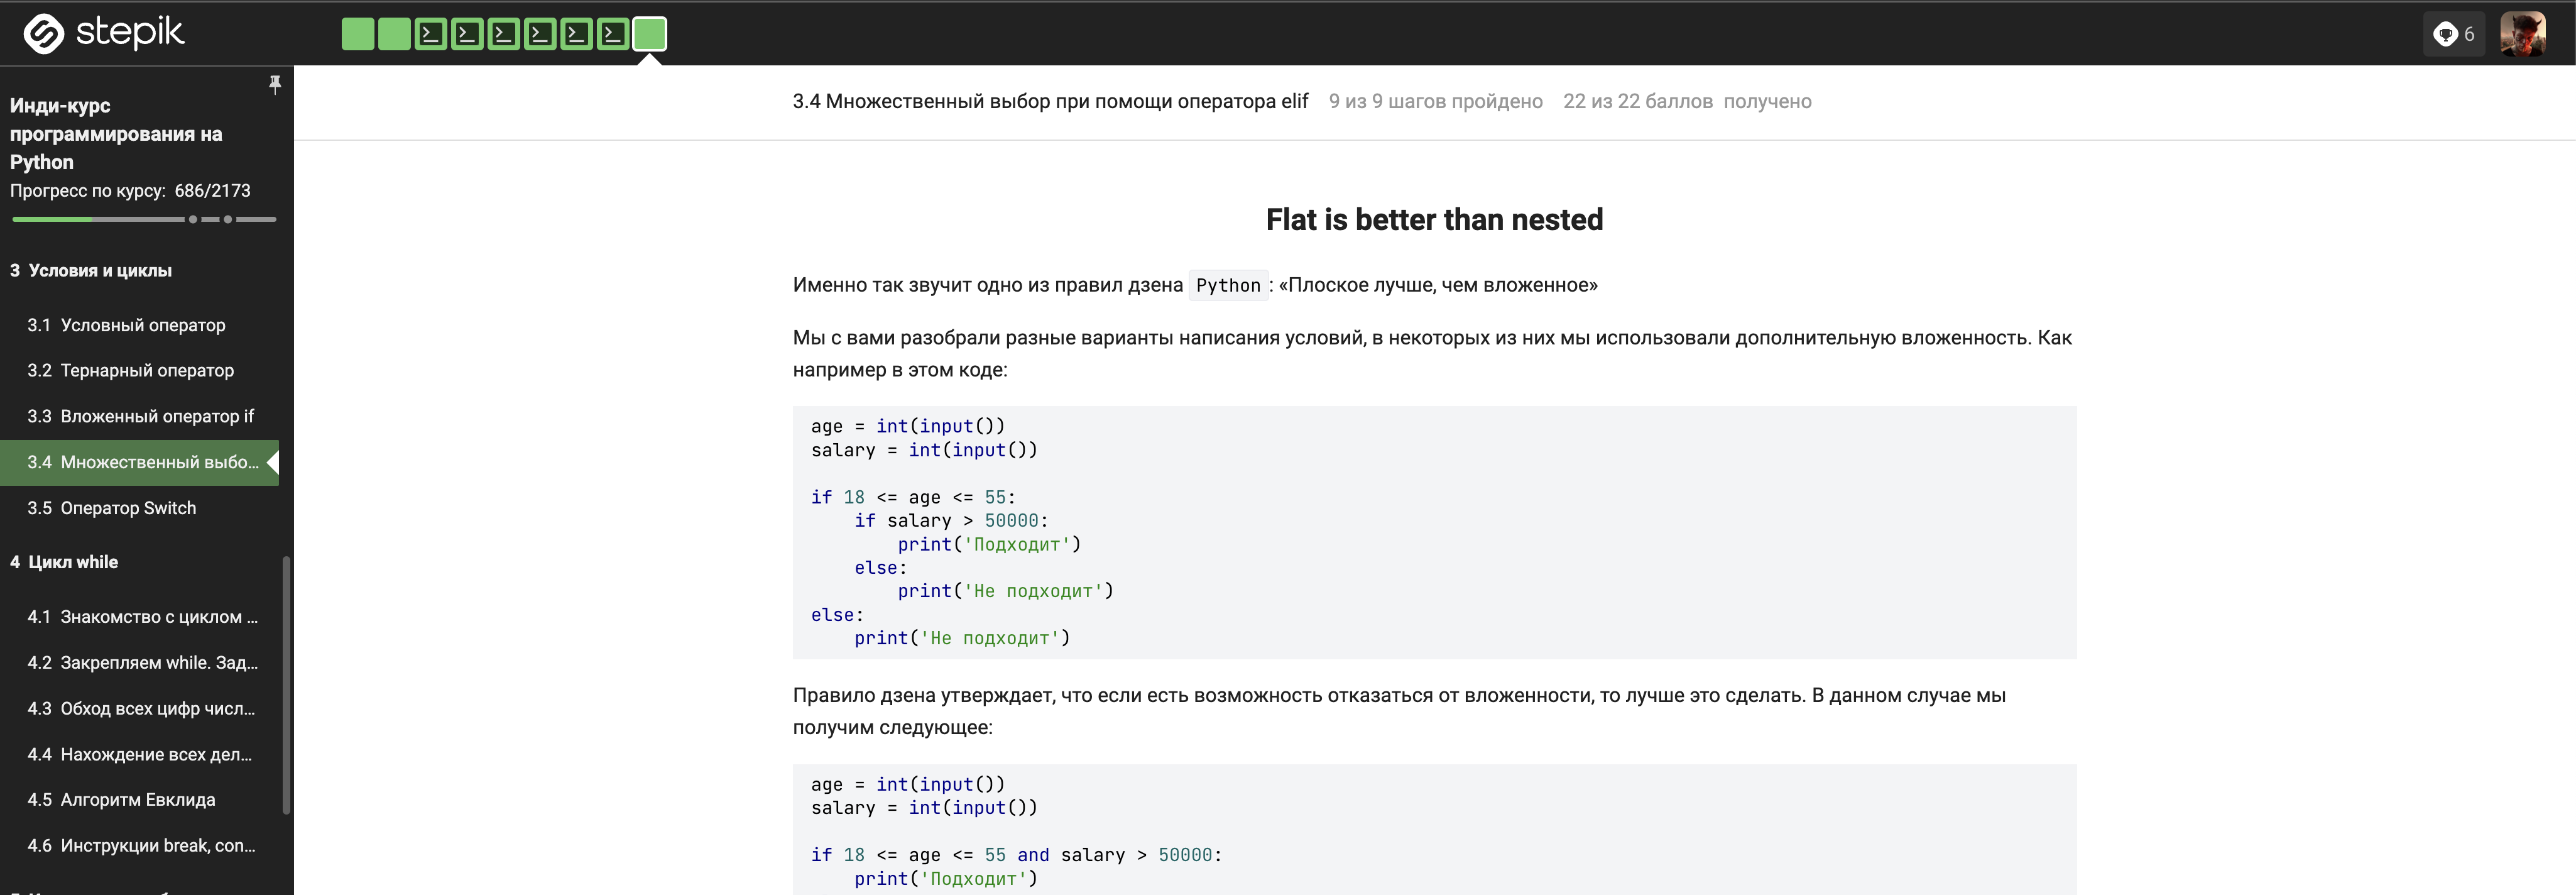 stepik
6
Инди-курс
программирования на
Python
Прогресс по курсу: 686/2173
3 Условия и циклы
3.1 Условный оператор
3.2 Тернарный оператор
3.3 Вложенный оператор if
3.4 Множественный выбо...
3.5 Оператор Switch
4 Цикл while
4.1 Знакомство с циклом ...
4.2 Закрепляем while. Зад...
4.3 Обход всех цифр числ...
4.4 Нахождение всех дел...
4.5 Алгоритм Евклида
4.6 Инструкции break, con...
3.4 Множественный выбор при помощи оператора elif 9 из 9 шагов пройдено 22 из 22 баллов получено
Flat is better than nested
Именно так звучит одно из правил дзена Python: «Плоское лучше, чем вложенное»
Мы с вами разобрали разные варианты написания условий, в некоторых из них мы использовали дополнительную вложенность. Как
например в этом коде:
age = int(input())
salary = int(input())
if 18 <= age <= 55:
    if salary > 50000:
        print('Подходит')
    else:
        print('Не подходит')
else:
    print('Не подходит')
Правило дзена утверждает, что если есть возможность отказаться от вложенности, то лучше это сделать. В данном случае мы
получим следующее:
age = int(input())
salary = int(input())
if 18 <= age <= 55 and salary > 50000:
    print('Подходит')